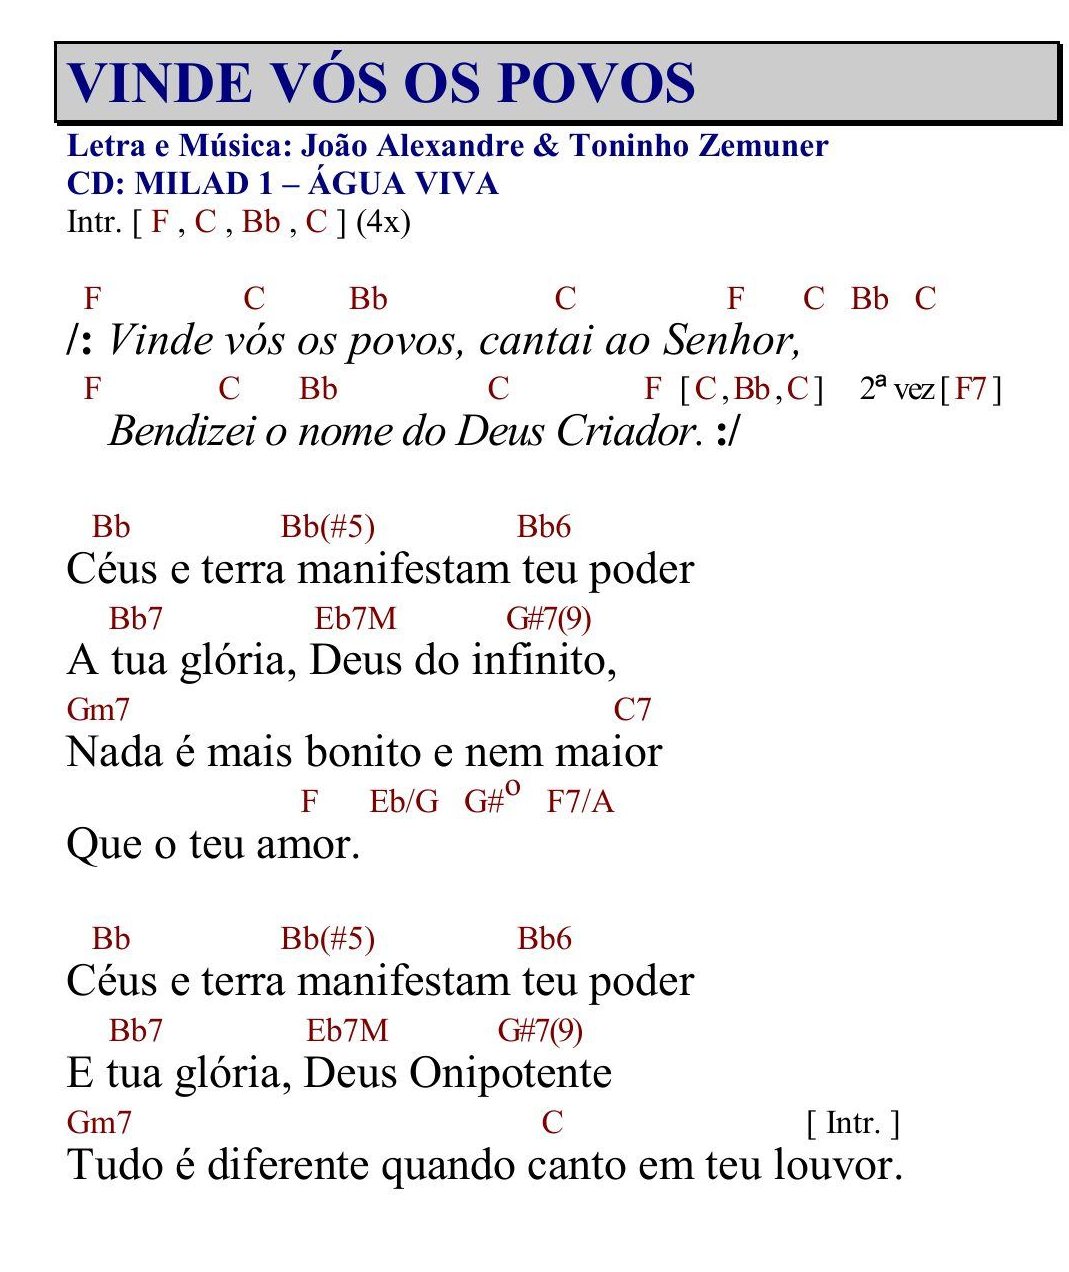 VINDE VÓS OS POVOS
Letra e Música: João Alexandre & Toninho Zemuner
CD: MILAD 1 – ÁGUA VIVA
Intr. [ F , C , Bb , C ] (4x)
F C Bb C F C Bb C
/: Vinde vós os povos, cantai ao Senhor,
F C Bb C F [ C , Bb , C ] 2ª vez [ F7 ]
Bendizei o nome do Deus Criador. :/
Bb Bb(#5) Bb6
Céus e terra manifestam teu poder
Bb7 Eb7M G#7(9)
A tua glória, Deus do infinito,
Gm7 C7
Nada é mais bonito e nem maior
F Eb/G G#º F7/A
Que o teu amor.
Bb Bb(#5) Bb6
Céus e terra manifestam teu poder
Bb7 Eb7M G#7(9)
E tua glória, Deus Onipotente
Gm7 C [ Intr. ]
Tudo é diferente quando canto em teu louvor.